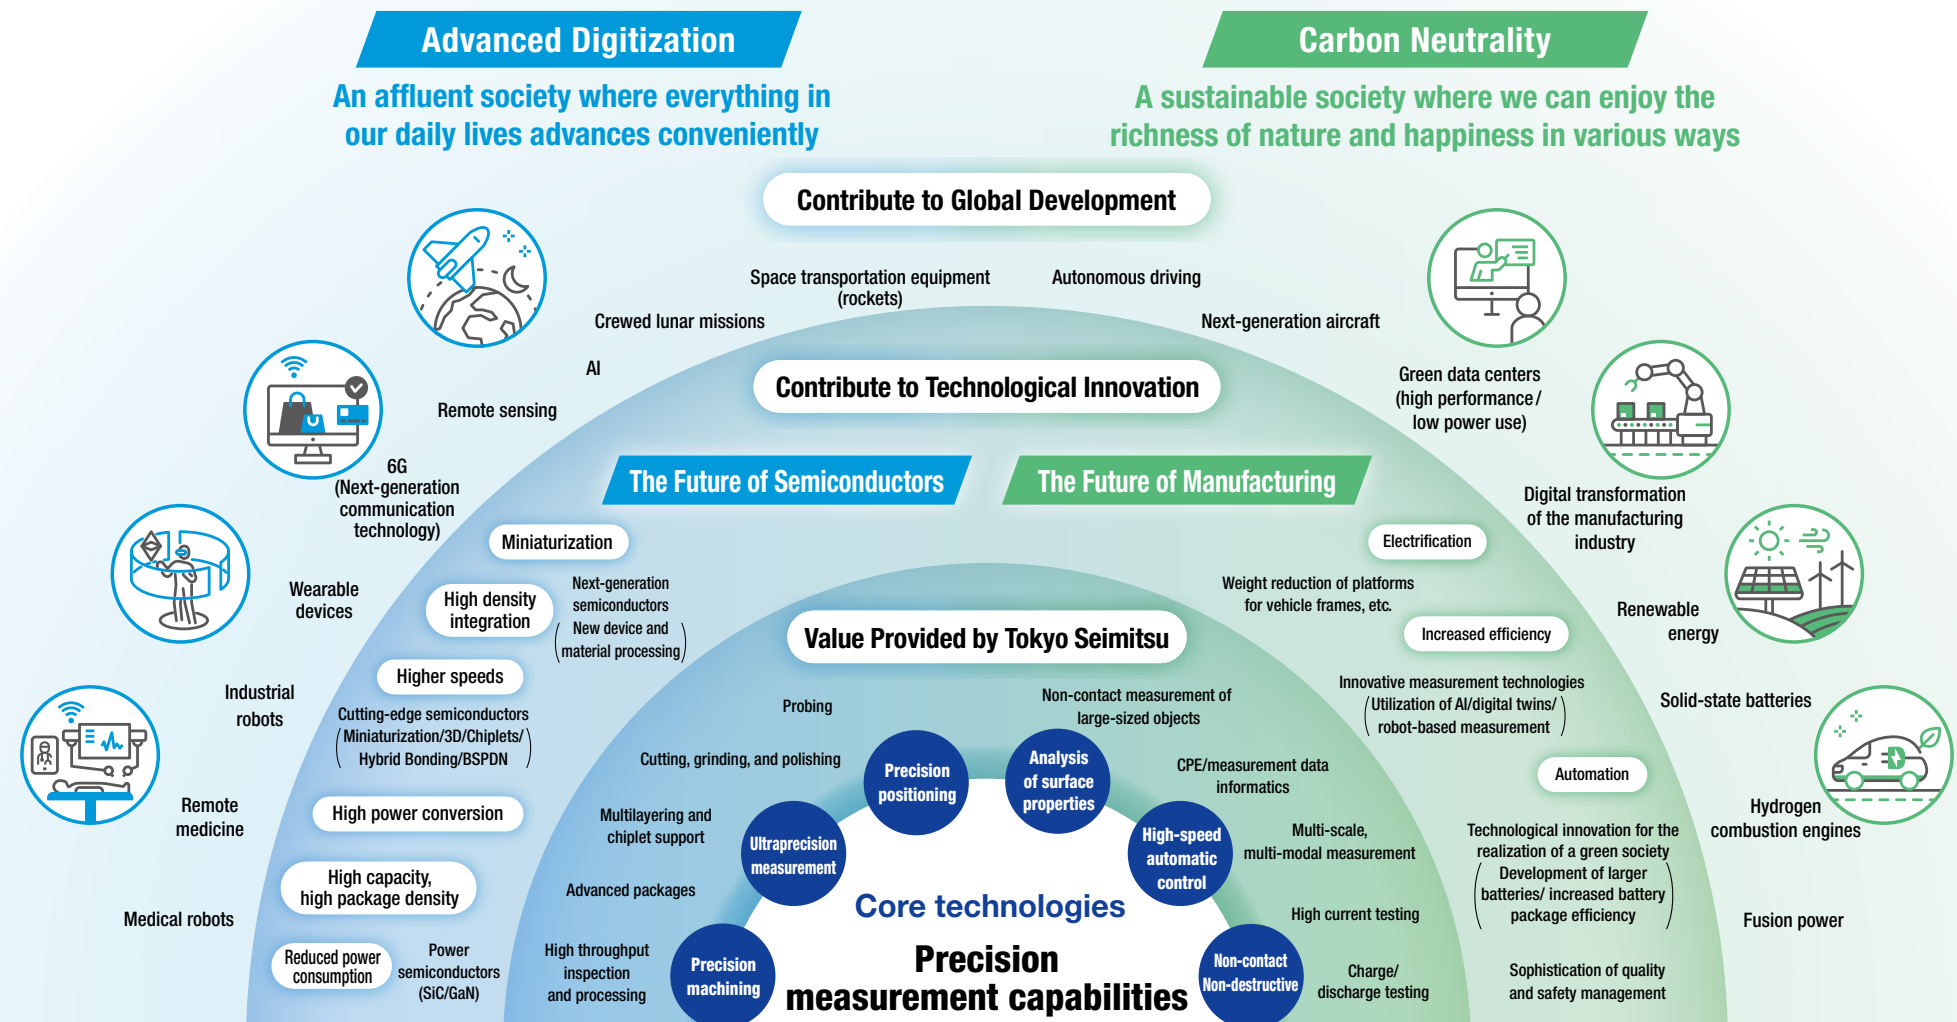 Advanced Digitization
An affluent society where everything in
our daily lives advances conveniently
Carbon Neutrality
A sustainable society where we can enjoy the
richness of nature and happiness in various ways
Contribute to Global Development
Space transportation equipment
(rockets)
Autonomous driving
Crewed lunar missions
Next-generation aircraft
AI
Remote sensing
6G
(Next-generation
communication
technology)
Wearable
devices
Industrial
robots
Remote
medicine
Medical robots
Green data centers
(high performance/
low power use)
Digital transformation
of the manufacturing
industry
Renewable
energy
Solid-state batteries
Hydrogen
combustion engines
Fusion power
Contribute to Technological Innovation
The Future of Semiconductors
Miniaturization
Next-generation
semiconductors
(New device and
material processing)
High density
integration
Higher speeds
Cutting-edge semiconductors
(Miniaturization/3D/Chiplets/
Hybrid Bonding/BSPDN)
High power conversion
High capacity,
high package density
Reduced power
consumption
Power
semiconductors
(SiC/GaN)
The Future of Manufacturing
Electrification
Weight reduction of platforms
for vehicle frames, etc.
Increased efficiency
Innovative measurement technologies
(Utilization of AI/digital twins/
robot-based measurement)
Automation
Technological innovation for the
realization of a green society
(Development of larger
batteries/ increased battery
package efficiency)
Sophistication of quality
and safety management
Value Provided by Tokyo Seimitsu
Probing
Cutting, grinding, and polishing
Multilayering and
chiplet support
Advanced packages
High throughput
inspection
and processing
Non-contact measurement of
large-sized objects
CPE/measurement data
informatics
Multi-scale,
multi-modal measurement
High current testing
Charge/
discharge testing
Precision
positioning
Analysis
of surface
properties
Ultraprecision
measurement
High-speed
automatic
control
Precision
machining
Non-contact
Non-destructive
Core technologies
Precision
measurement capabilities